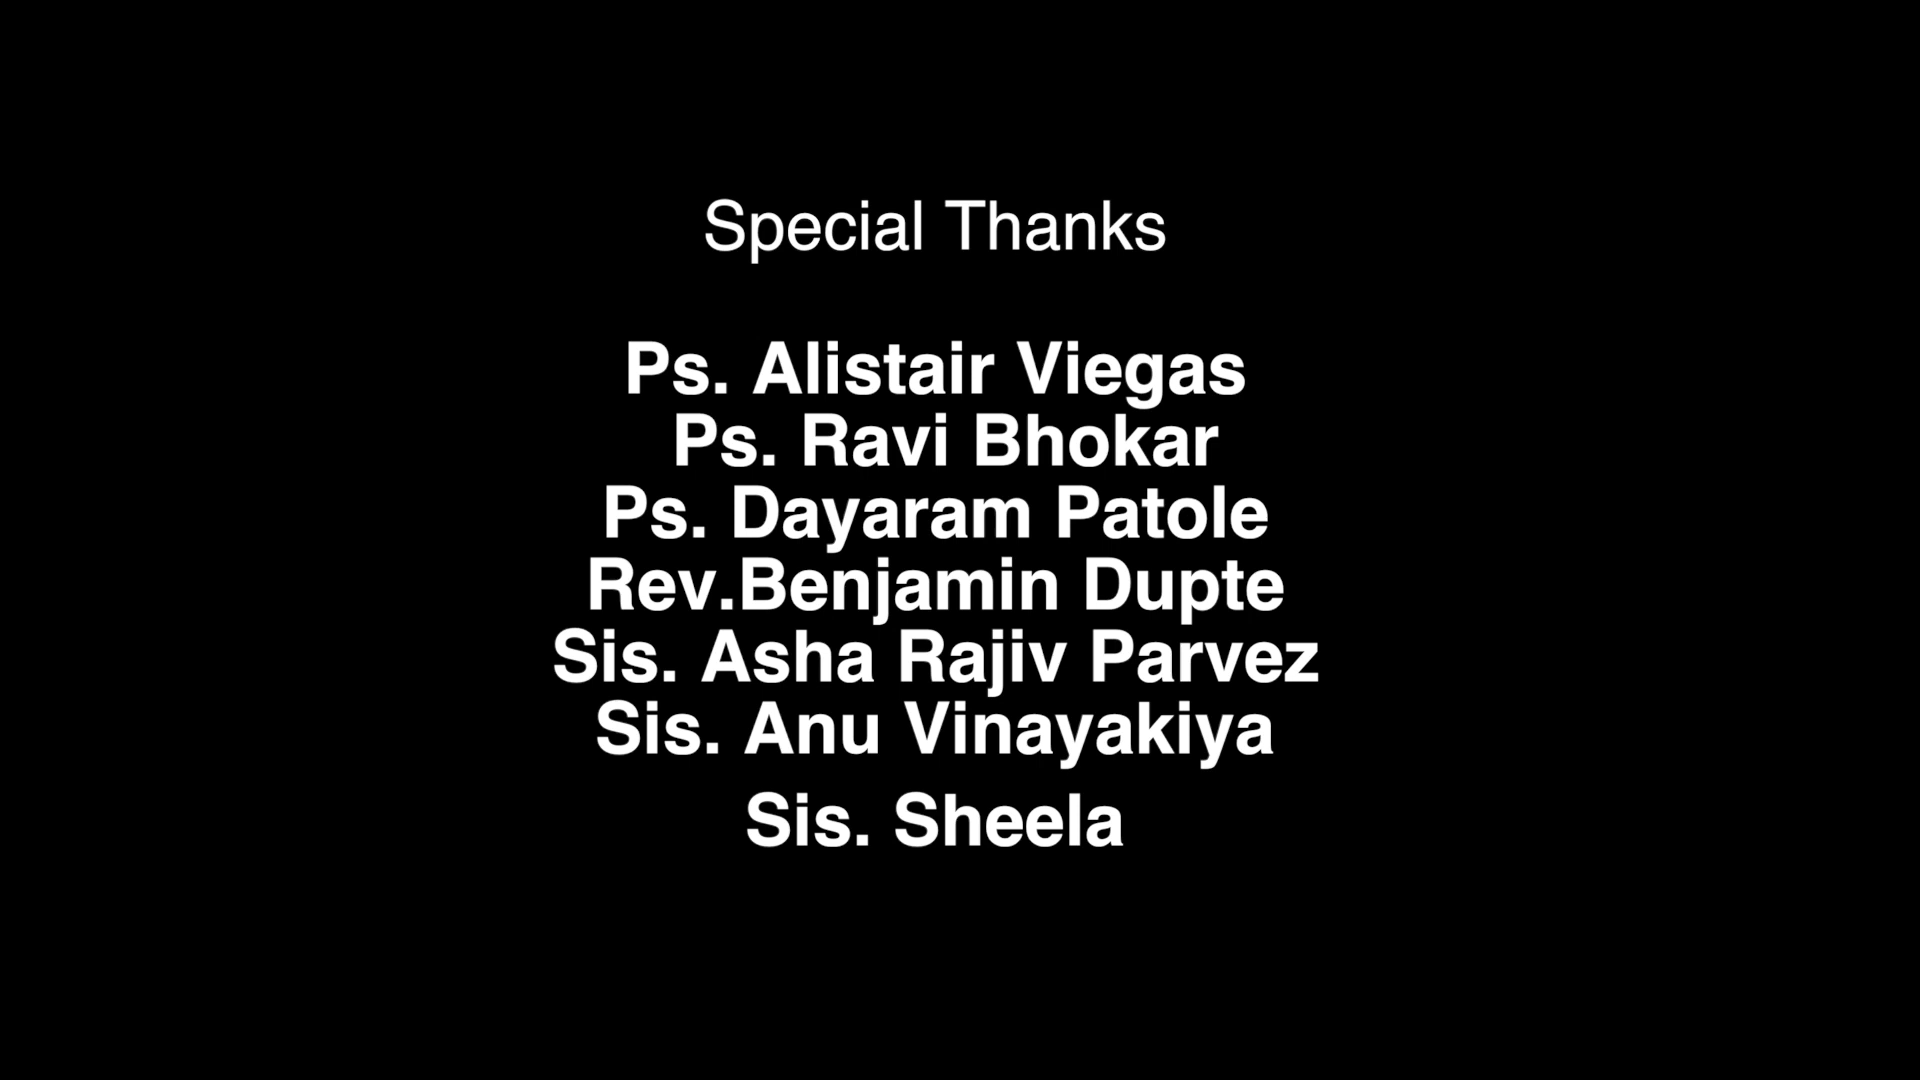 Special Thanks
Ps. Alistair Viegas
Ps. Ravi Bhokar
Ps. Dayaram Patole
Rev.Benjamin Dupte
Sis. Asha Rajiv Parvez
Sis. Anu Vinayakiya
Sis. Sheela